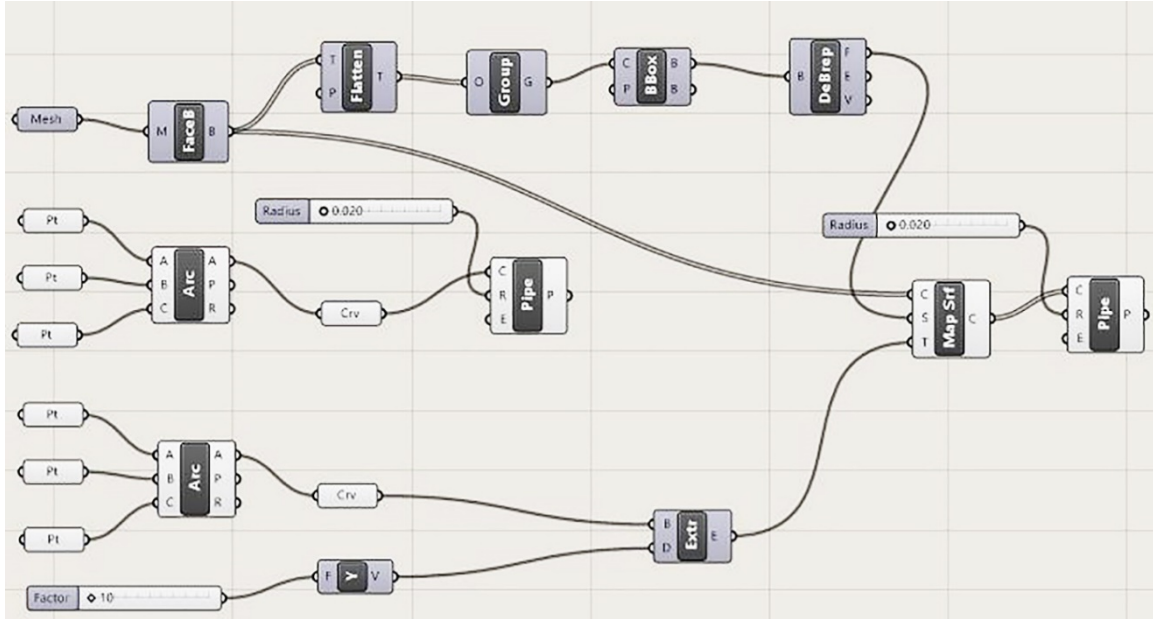 Mesh
M FaceB B
T P Flatten T
O Group G
C P BBox B B
B DeBrep F E V
Pt
Pt
Pt
A B C Arc A P R
Radius 0.020
Crv
C R E Pipe P
Radius 0.020
C S T Map Srf C
C R E Pipe P
Pt
Pt
Pt
A B C Arc A P R
Crv
Factor 10
F Y V
B D Extr E